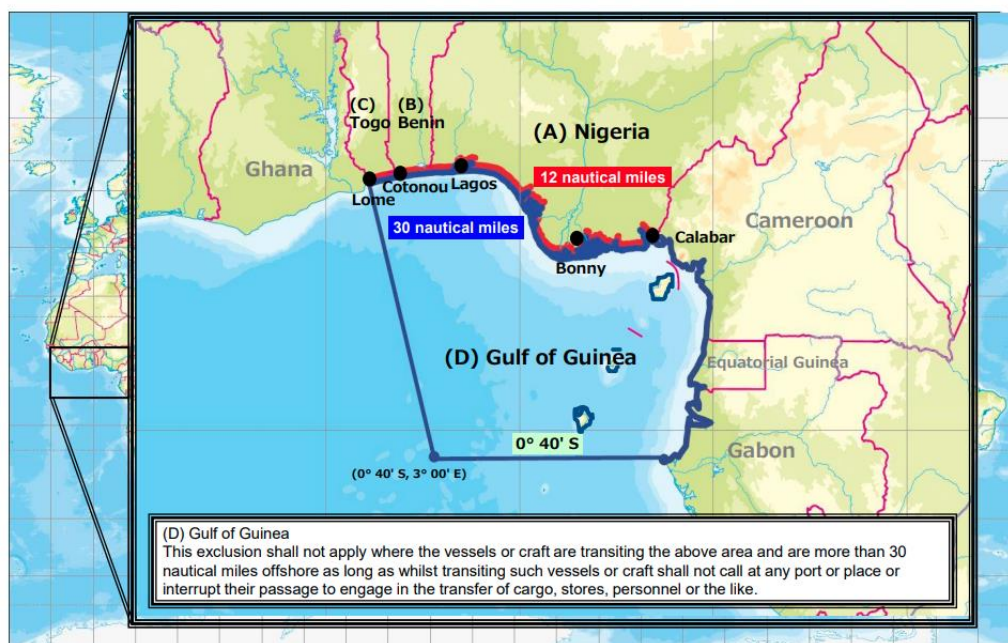 (C)
Togo
(B)
Benin
(A) Nigeria
Ghana
12 nautical miles
Lagos
Cotonou
Lome
30 nautical miles
Cameroon
Calabar
Bonny
(D) Gulf of Guinea
Equatorial Guinea
0° 40' S
Gabon
(0° 40' S, 3° 00' E)
(D) Gulf of Guinea
This exclusion shall not apply where the vessels or craft are transiting the above area and are more than 30
nautical miles offshore as long as whilst transiting such vessels or craft shall not call at any port or place or
interrupt their passage to engage in the transfer of cargo, stores, personnel or the like.